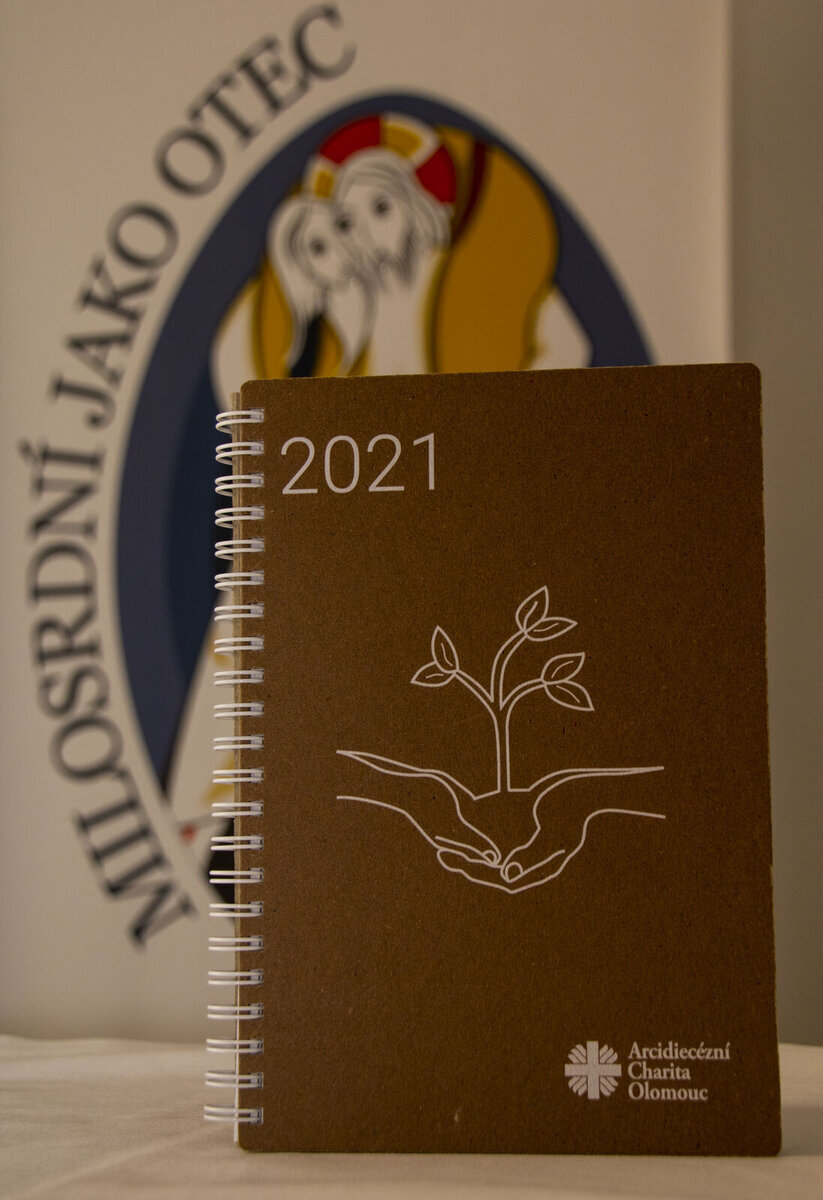 MILOSRDNÍ JAKO OTEC
2021
Arcidiecézní
Charita
Olomouc